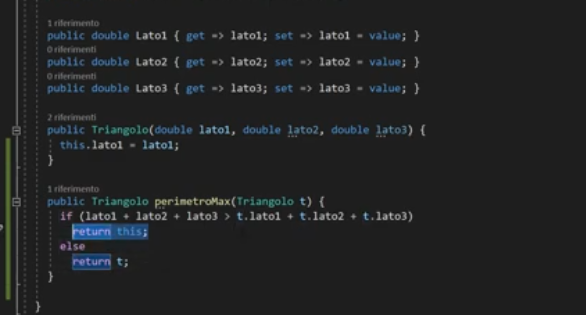 1 riferimento
public double Lato1 { get => lato1; set => lato1 = value; }
0 riferimenti
public double Lato2 { get => lato2; set => lato2 = value; }
0 riferimenti
public double Lato3 { get => lato3; set => lato3 = value; }
2 riferimenti
public Triangolo(double lato1, double lato2, double lato3) {
this.lato1 = lato1;
}
1 riferimento
public Triangolo perimetroMax(Triangolo t) {
if (lato1 + lato2 + lato3 > t.lato1 + t.lato2 + t.lato3)
return this;
else
return t;
}
}